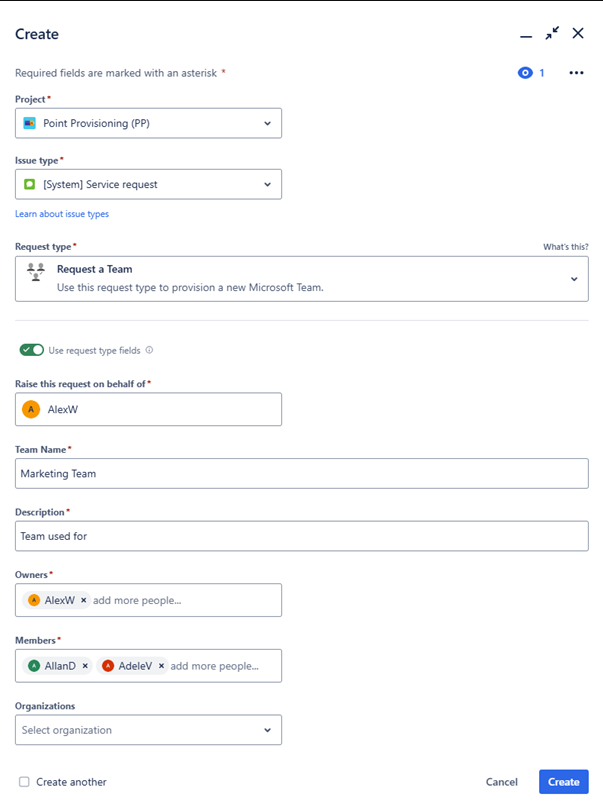 Create
Required fields are marked with an asterisk *
1
Project*
Point Provisioning (PP)
Issue type*
[System] Service request
Learn about issue types
Request type*
What's this?
Request a Team
Use this request type to provision a new Microsoft Team.
Use request type fields
Raise this request on behalf of*
A AlexW
Team Name*
Marketing Team
Description*
Team used for
Owners*
A AlexW × add more people...
Members*
A AllanD × A AdeleV × add more people...
Organizations
Select organization
Create another
Cancel
Create